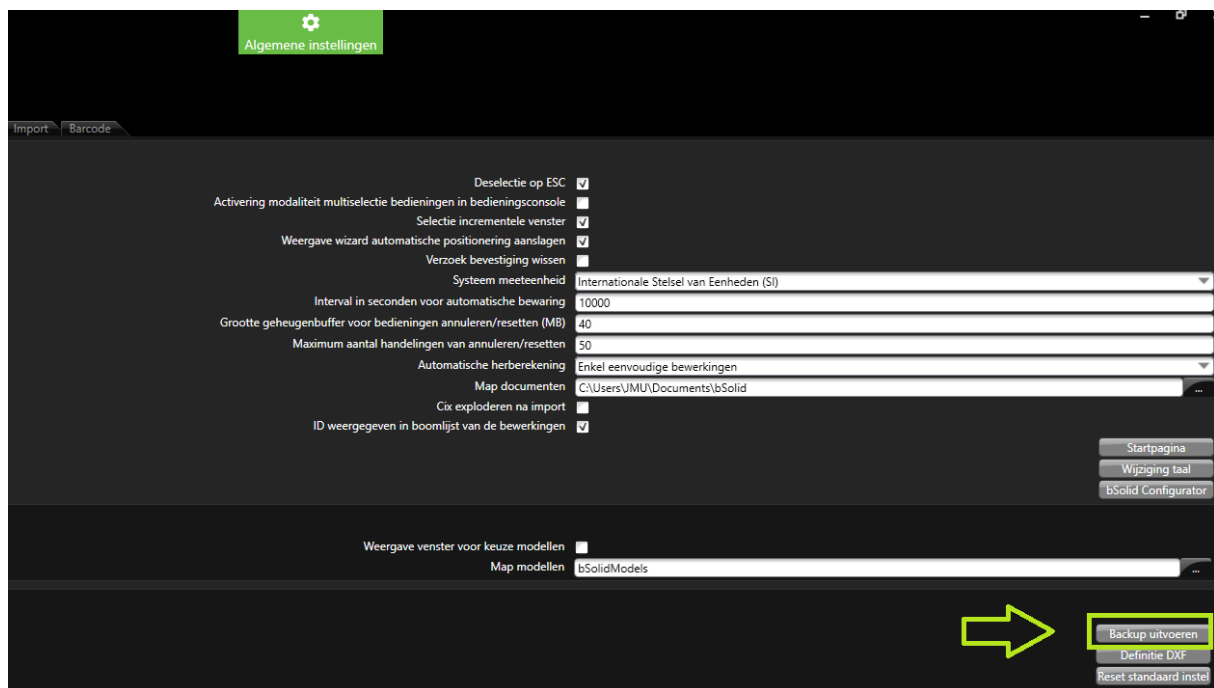 Algemene instellingen
Import Barcode
Deselectie op ESC
Activering modaliteit multiselectie bedieningen in bedieningsconsole
Selectie incrementele venster
Weergave wizard automatische positionering aanslagen
Verzoek bevestiging wissen
Systeem meeteenheid Internationale Stelsel van Eenheden (SI)
Interval in seconden voor automatische bewaring 10000
Grootte geheugenbuffer voor bedieningen annuleren/resetten (MB) 40
Maximum aantal handelingen van annuleren/resetten 50
Automatische herberekening Enkel eenvoudige bewerkingen
Map documenten C:\Users\JMU\Documents\bSolid ...
Cix exploderen na import
ID weergegeven in boomlijst van de bewerkingen
Startpagina
Wijziging taal
bSolid Configurator
Weergave venster voor keuze modellen
Map modellen bSolidModels ...
Backup uitvoeren
Definitie DXF
Reset standaard instel